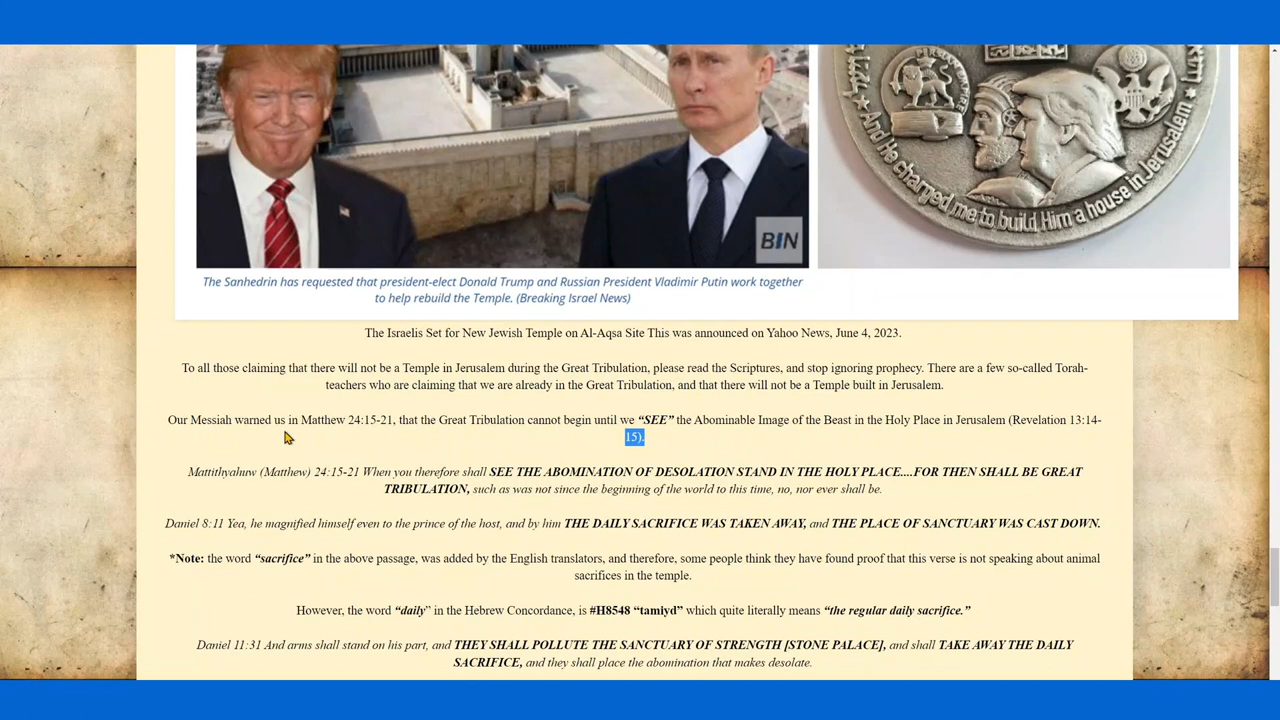 And He charged me to build Him a house in Jerusalem
BIN
The Sanhedrin has requested that president-elect Donald Trump and Russian President Vladimir Putin work together
to help rebuild the Temple. (Breaking Israel News)
The Israelis Set for New Jewish Temple on Al-Aqsa Site This was announced on Yahoo News, June 4, 2023.
To all those claiming that there will not be a Temple in Jerusalem during the Great Tribulation, please read the Scriptures, and stop ignoring prophecy. There are a few so-called Torah-
teachers who are claiming that we are already in the Great Tribulation, and that there will not be a Temple built in Jerusalem.
Our Messiah warned us in Matthew 24:15-21, that the Great Tribulation cannot begin until we “SEE” the Abominable Image of the Beast in the Holy Place in Jerusalem (Revelation 13:14-
15).
Mattithyahuw (Matthew) 24:15-21 When you therefore shall SEE THE ABOMINATION OF DESOLATION STAND IN THE HOLY PLACE....FOR THEN SHALL BE GREAT
TRIBULATION, such as was not since the beginning of the world to this time, no, nor ever shall be.
Daniel 8:11 Yea, he magnified himself even to the prince of the host, and by him THE DAILY SACRIFICE WAS TAKEN AWAY, and THE PLACE OF SANCTUARY WAS CAST DOWN.
*Note: the word “sacrifice” in the above passage, was added by the English translators, and therefore, some people think they have found proof that this verse is not speaking about animal
sacrifices in the temple.
However, the word “daily” in the Hebrew Concordance, is #H8548 “tamiyd” which quite literally means “the regular daily sacrifice.”
Daniel 11:31 And arms shall stand on his part, and THEY SHALL POLLUTE THE SANCTUARY OF STRENGTH [STONE PALACE], and shall TAKE AWAY THE DAILY
SACRIFICE, and they shall place the abomination that makes desolate.